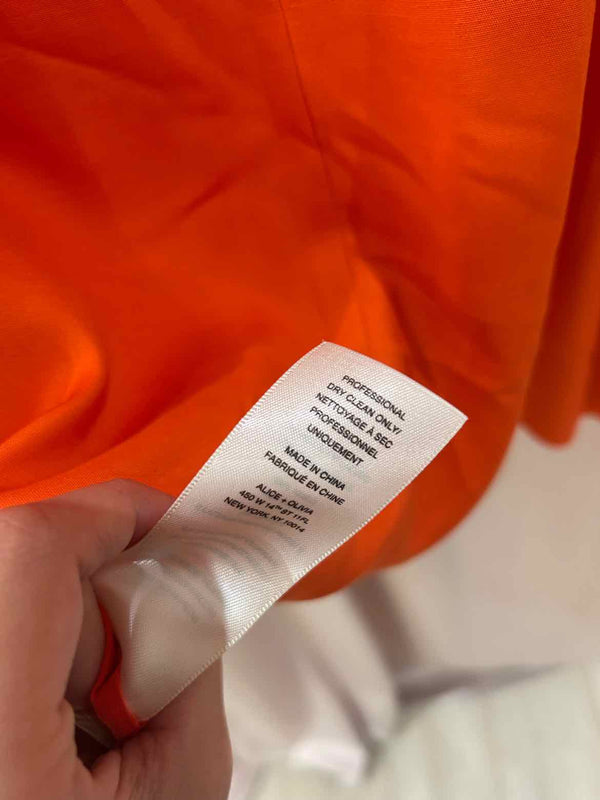 PROFESSIONAL
DRY CLEAN ONLY/
NETTOYAGE À SEC
PROFESSIONNEL
UNIQUEMENT
MADE IN CHINA
FABRIQUÉ EN CHINE
ALICE + OLIVIA
450 W 14TH ST 11FL
NEW YORK NY 10014